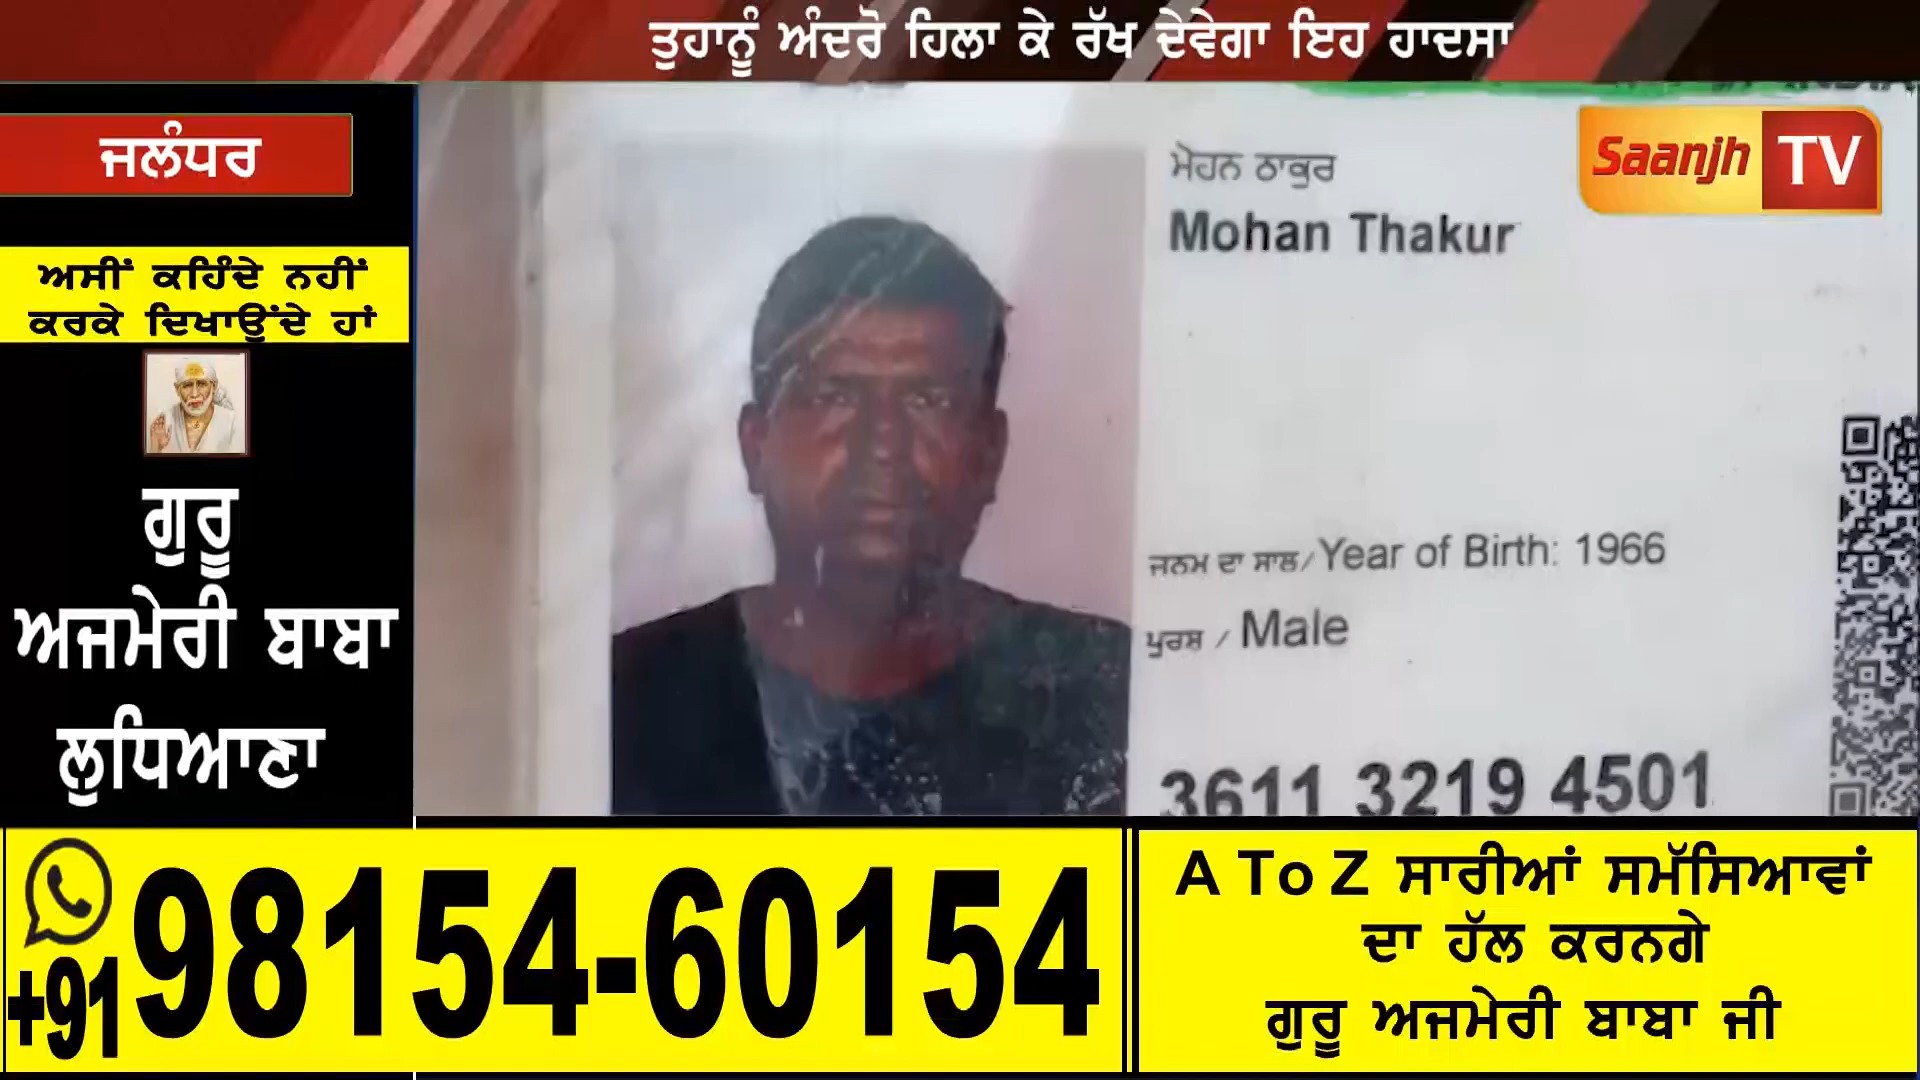 ਤੁਹਾਨੂੰ ਅੰਦਰੋ ਹਿਲਾ ਕੇ ਰੱਖ ਦੇਵੇਗਾ ਇਹ ਹਾਦਸਾ
ਜਲੰਧਰ
ਅਸੀਂ ਕਹਿੰਦੇ ਨਹੀਂ
ਕਰਕੇ ਦਿਖਾਉਂਦੇ ਹਾਂ
ਗੁਰੂ
ਅਜਮੇਰੀ ਬਾਬਾ
ਲੁਧਿਆਣਾ
Saanjh TV
ਮੋਹਨ ਠਾਕੁਰ
Mohan Thakur
ਜਨਮ ਦਾ ਸਾਲ/Year of Birth: 1966
ਪੁਰਸ਼ / Male
3611 3219 4501
+91 98154-60154
A To Z ਸਾਰੀਆਂ ਸਮੱਸਿਆਵਾਂ
ਦਾ ਹੱਲ ਕਰਨਗੇ
ਗੁਰੂ ਅਜਮੇਰੀ ਬਾਬਾ ਜੀ